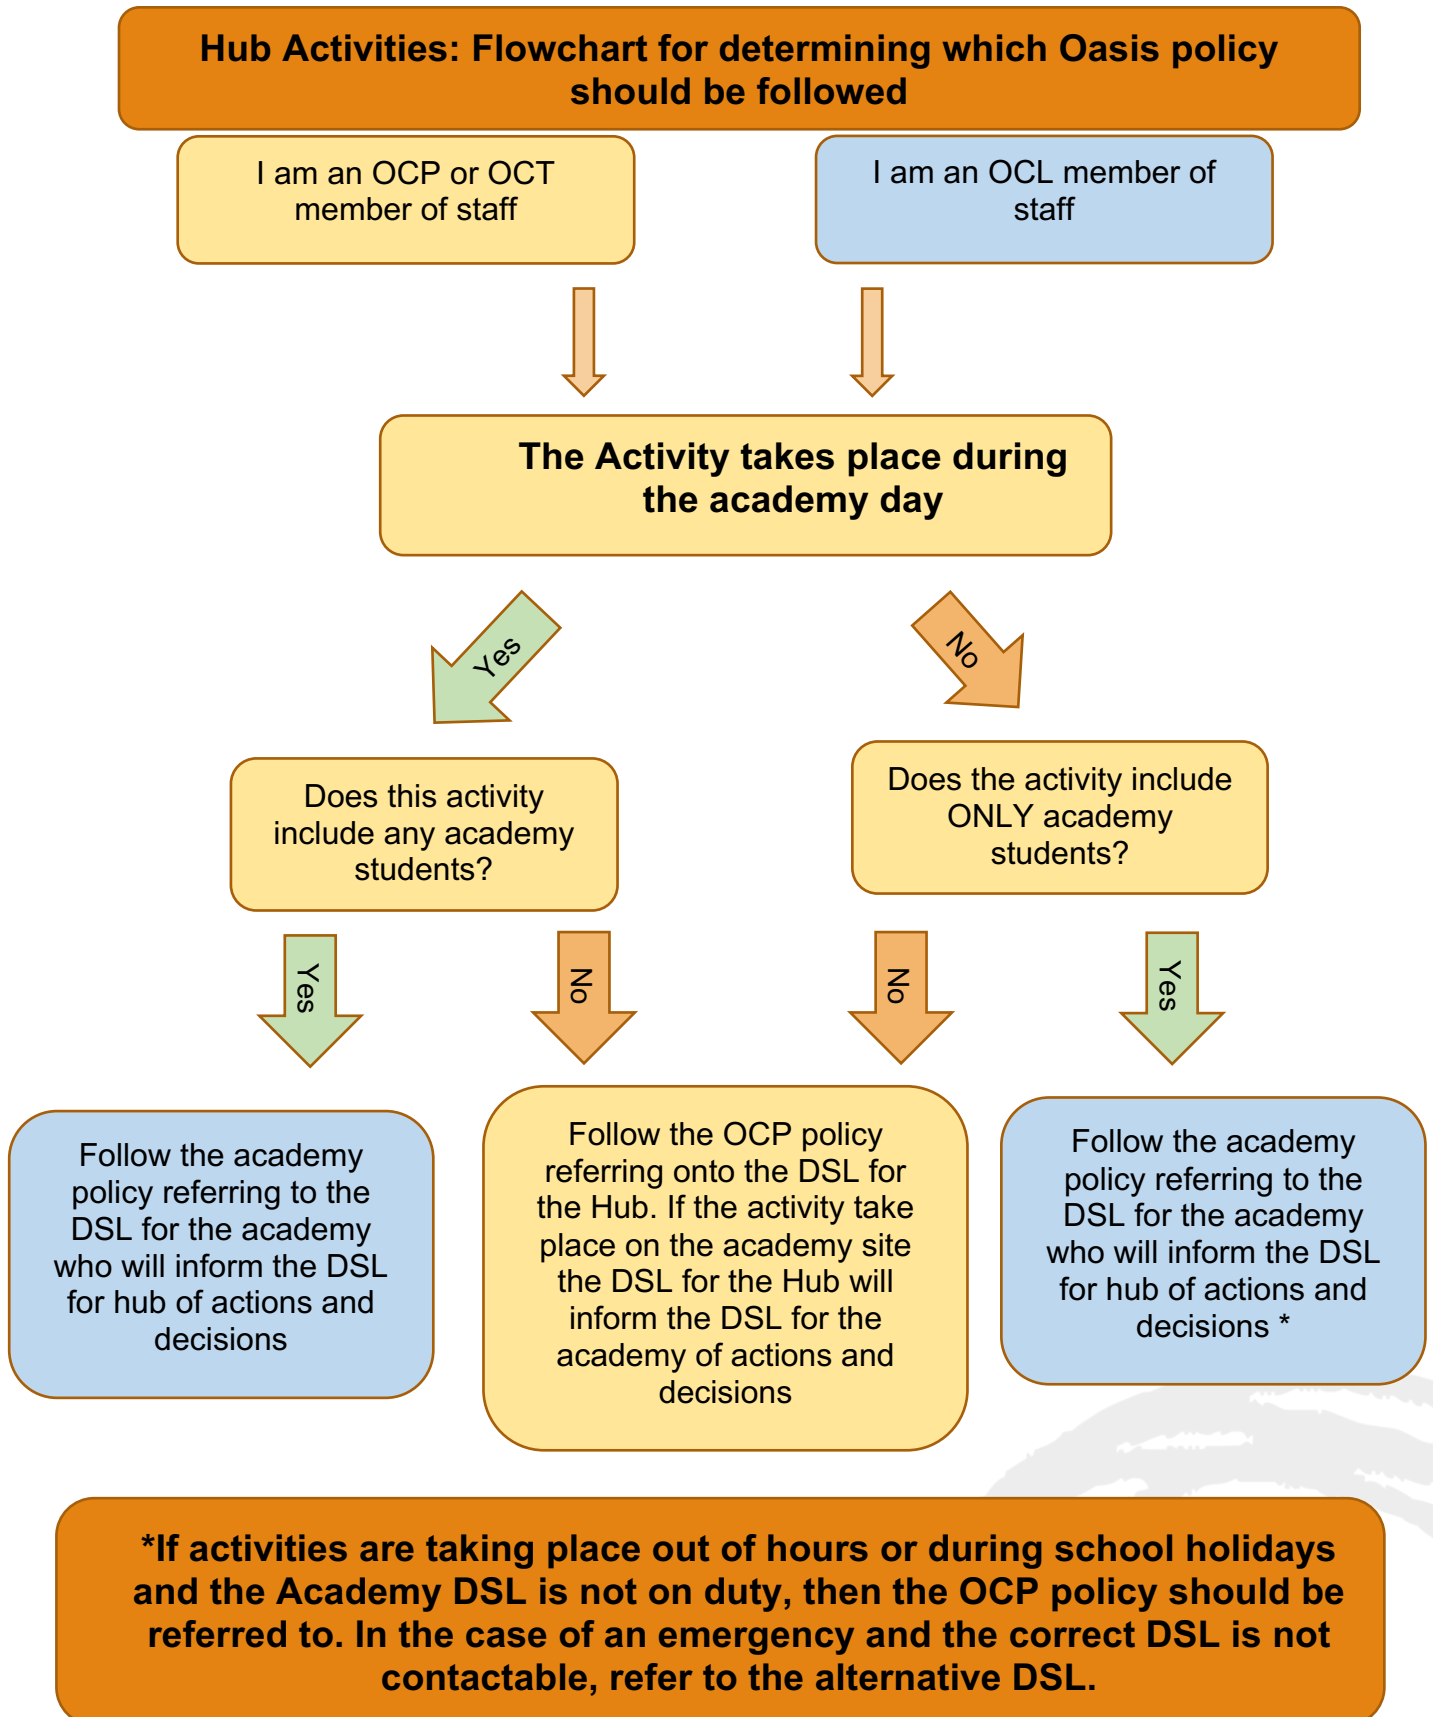 Hub Activities: Flowchart for determining which Oasis policy
should be followed
I am an OCP or OCT
member of staff
I am an OCL member of
staff
The Activity takes place during
the academy day
Yes
No
Does this activity
include any academy
students?
Does the activity include
ONLY academy
students?
Yes
No
No
Yes
Follow the academy
policy referring to the
DSL for the academy
who will inform the DSL
for hub of actions and
decisions
Follow the OCP policy
referring onto the DSL for
the Hub. If the activity take
place on the academy site
the DSL for the Hub will
inform the DSL for the
academy of actions and
decisions
Follow the academy
policy referring to the
DSL for the academy
who will inform the DSL
for hub of actions and
decisions *
*If activities are taking place out of hours or during school holidays
and the Academy DSL is not on duty, then the OCP policy should be
referred to. In the case of an emergency and the correct DSL is not
contactable, refer to the alternative DSL.